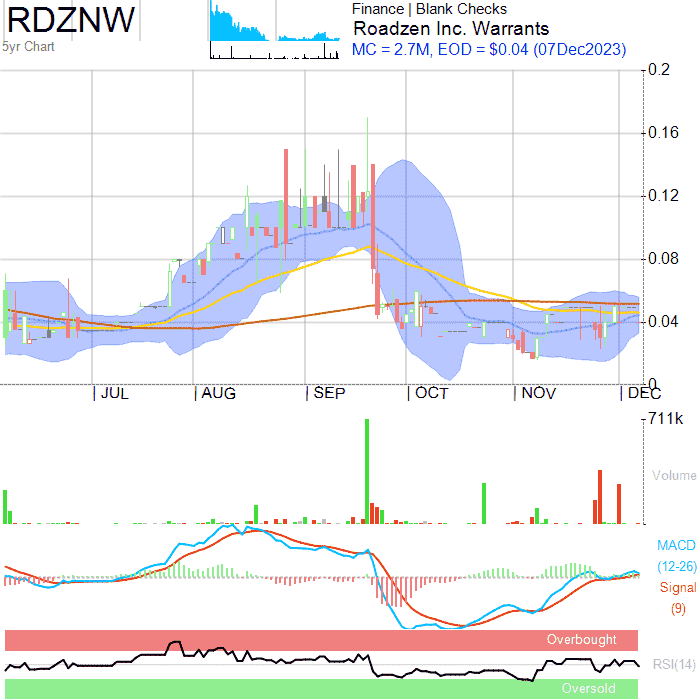 RDZNW
5yr Chart
Finance | Blank Checks
Roadzen Inc. Warrants
MC = 2.7M, EOD = $0.04 (07Dec2023)
0.2
0.16
0.12
0.08
0.04
0
JUL AUG SEP OCT NOV DEC
711k
Volume
MACD
(12-26)
Signal
(9)
Overbought
RSI(14)
Oversold